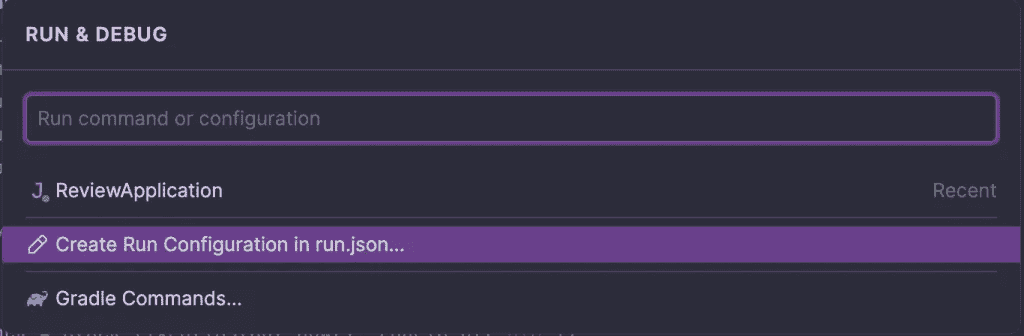 RUN & DEBUG
Run command or configuration
ReviewApplication Recent
Create Run Configuration in run.json...
Gradle Commands...